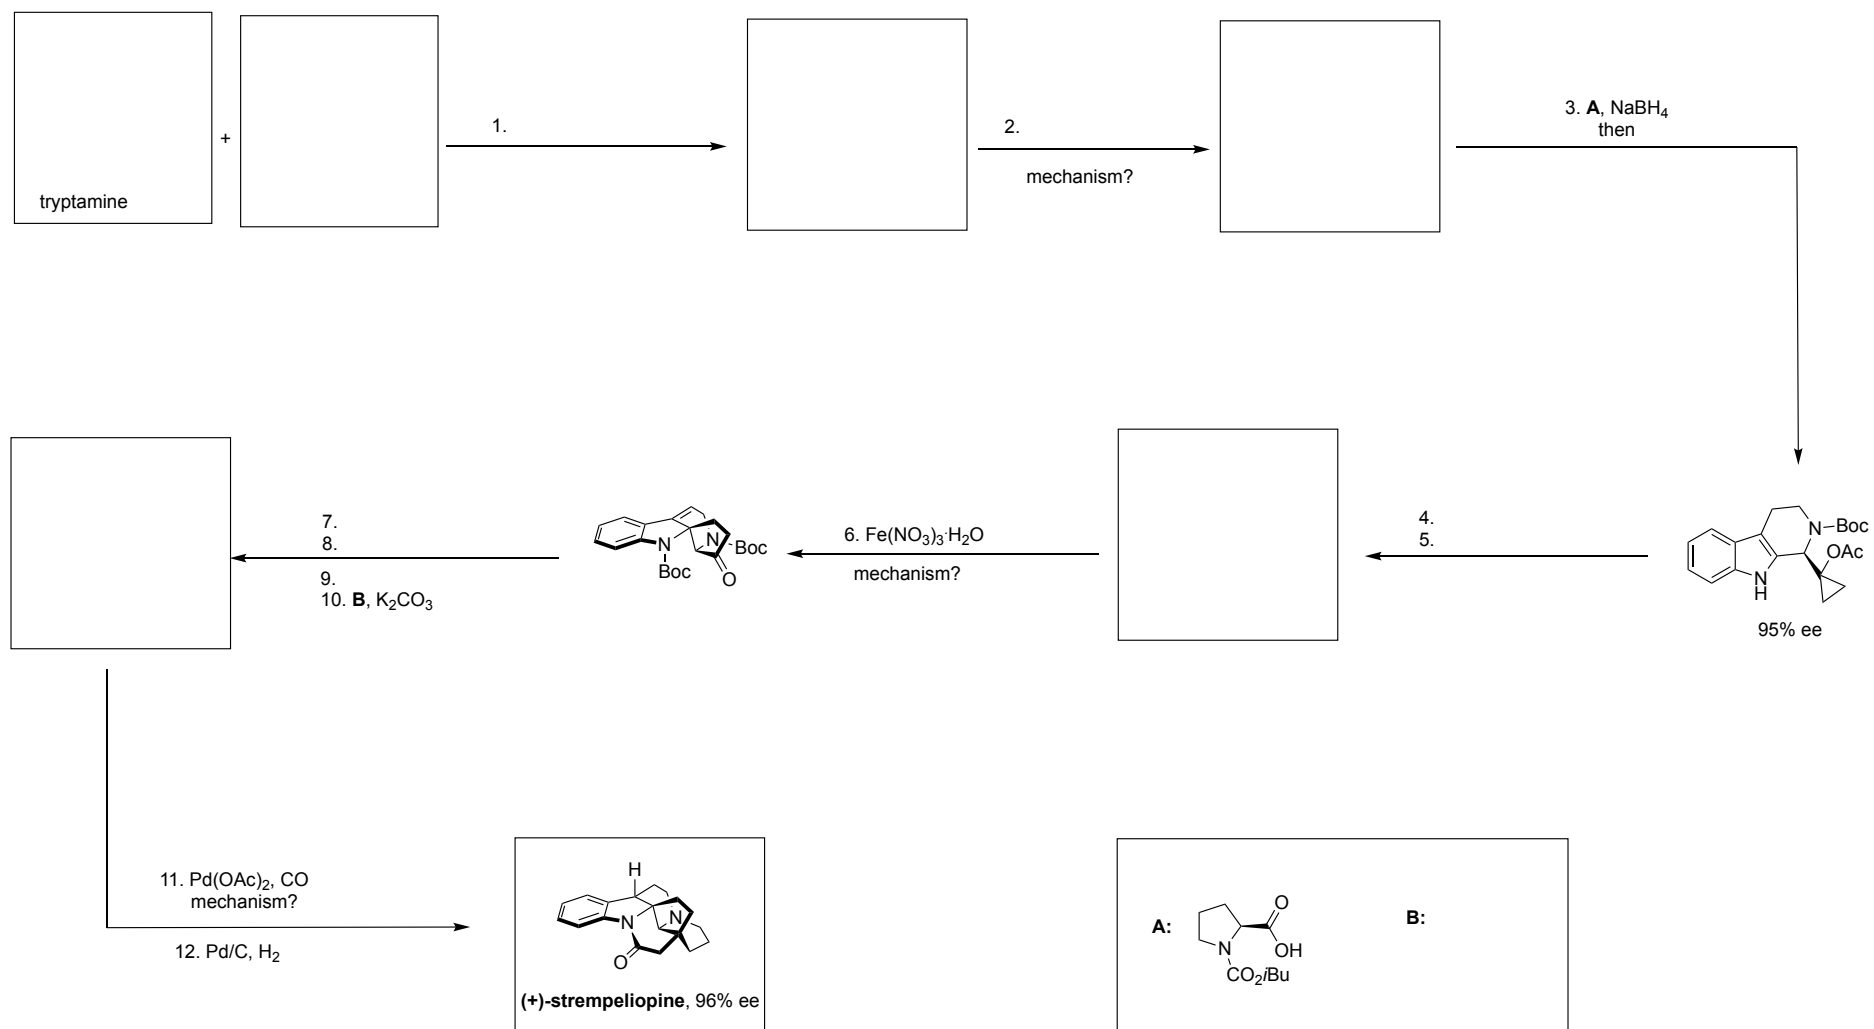 tryptamine
+
1.
2.
mechanism?
3. A, NaBH4
then
N
Boc
OAc
N
H
95% ee
4.
5.
6. Fe(NO3)3·H2O
mechanism?
N
Boc
N
Boc
O
7.
8.
9.
10. B, K2CO3
11. Pd(OAc)2, CO
mechanism?
12. Pd/C, H2
H
N
N
O
(+)-strempeliopine, 96% ee
A:
O
OH
N
CO2iBu
B: